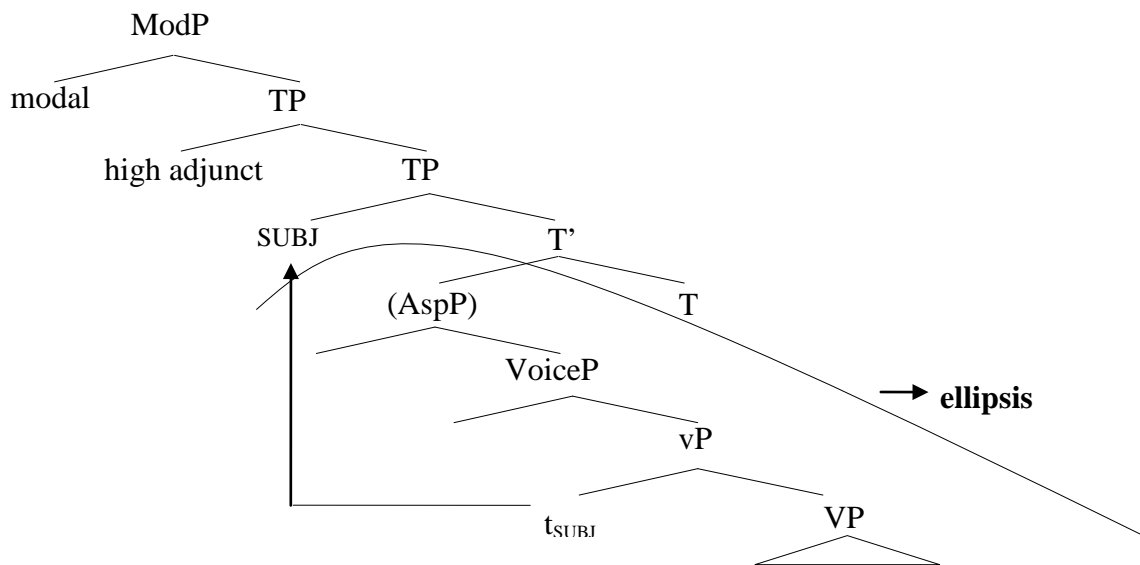 ModP
modal TP
high adjunct TP
SUBJ T’
(AspP) T
VoiceP
ellipsis
vP
tSUBJ VP